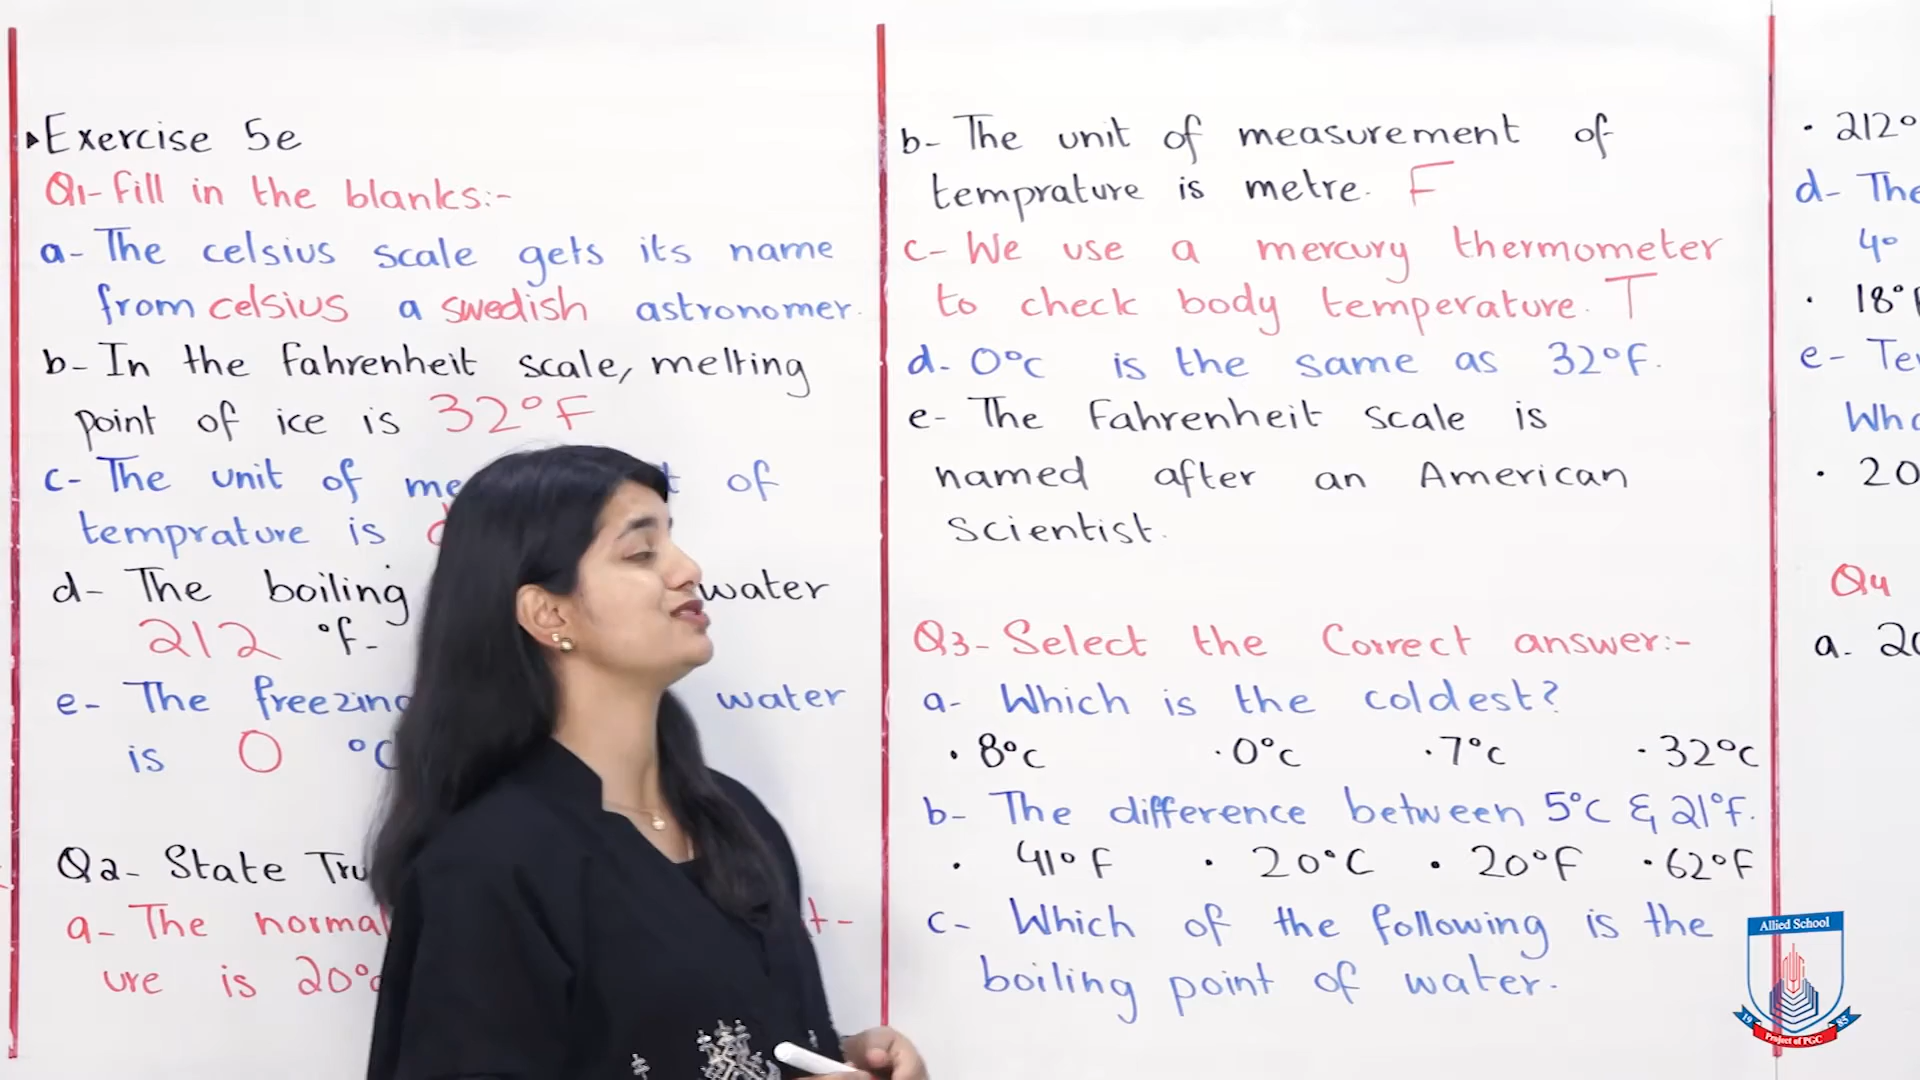 Exercise 5e
Q1- Fill in the blanks:-
a- The celsius scale gets its name
from celsius a swedish astronomer.
b- In the Fahrenheit scale, melting
point of ice is 32°F
c- The unit of of
temprature is
d- The boiling water
212 °F-
e- The freezing water
is 0 °C
Q2- State
a- The normal
ure is 20°
b- The unit of measurement of
temprature is metre. F
c- We use a mercury thermometer
to check body temperature. T
d- 0°C is the same as 32°F.
e- The Fahrenheit scale is
named after an American
Scientist.
Q3- Select the Correct answer:-
a- Which is the coldest?
· 8°C · 0°C · 7°C · 32°C
b- The difference between 5°C & 21°F.
· 41°F · 20°C · 20°F · 62°F
c- Which of the following is the
boiling point of water.
· 212°
d- The
4°
· 18°F
e-
· 20
Q4
a.
Allied School
19 85
Project of PGC